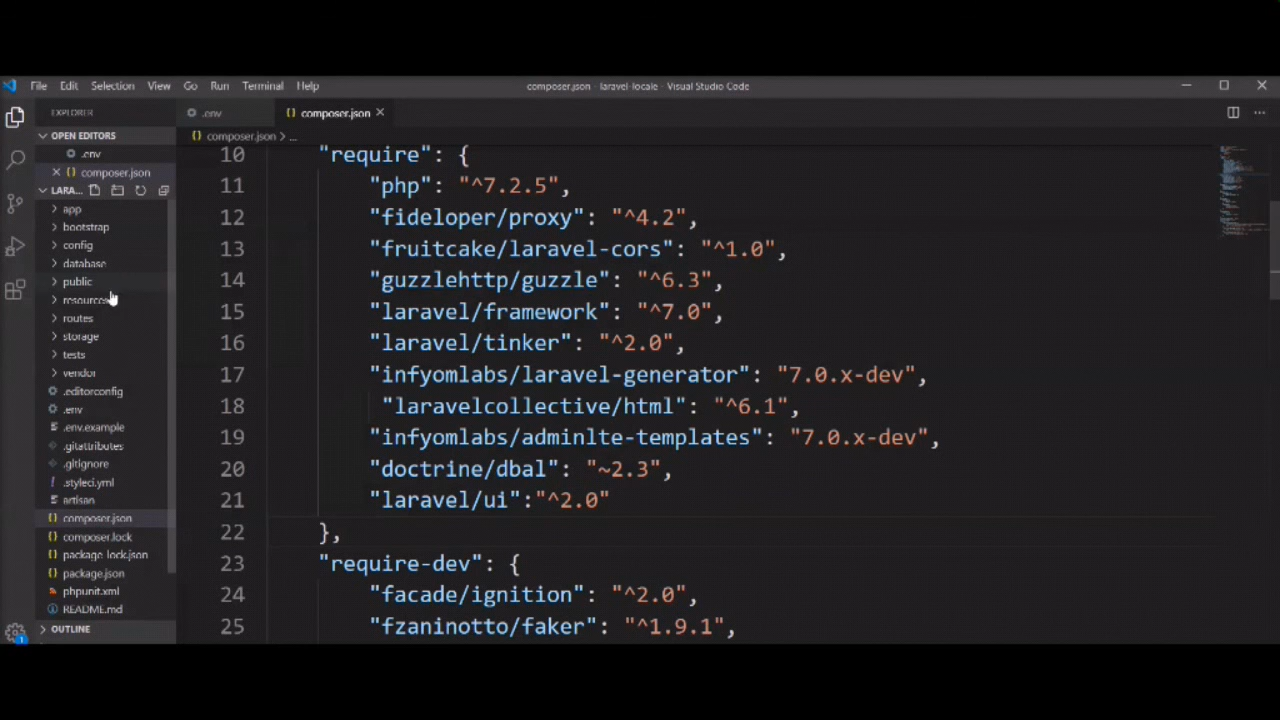 File Edit Selection View Go Run Terminal Help
composer.json - laravel-locale - Visual Studio Code
EXPLORER
.env
composer.json
OPEN EDITORS
.env
composer.json
LARA...
app
bootstrap
config
database
public
resources
routes
storage
tests
vendor
.editorconfig
.env
.env.example
.gitattributes
.gitignore
.styleci.yml
artisan
composer.json
composer.lock
package-lock.json
package.json
phpunit.xml
README.md
OUTLINE
1
composer.json > ...
10 "require": {
11 "php": "^7.2.5",
12 "fideloper/proxy": "^4.2",
13 "fruitcake/laravel-cors": "^1.0",
14 "guzzlehttp/guzzle": "^6.3",
15 "laravel/framework": "^7.0",
16 "laravel/tinker": "^2.0",
17 "infyomlabs/laravel-generator": "7.0.x-dev",
18 "laravelcollective/html": "^6.1",
19 "infyomlabs/adminlte-templates": "7.0.x-dev",
20 "doctrine/dbal": "~2.3",
21 "laravel/ui":"^2.0"
22 },
23 "require-dev": {
24 "facade/ignition": "^2.0",
25 "fzaninotto/faker": "^1.9.1",